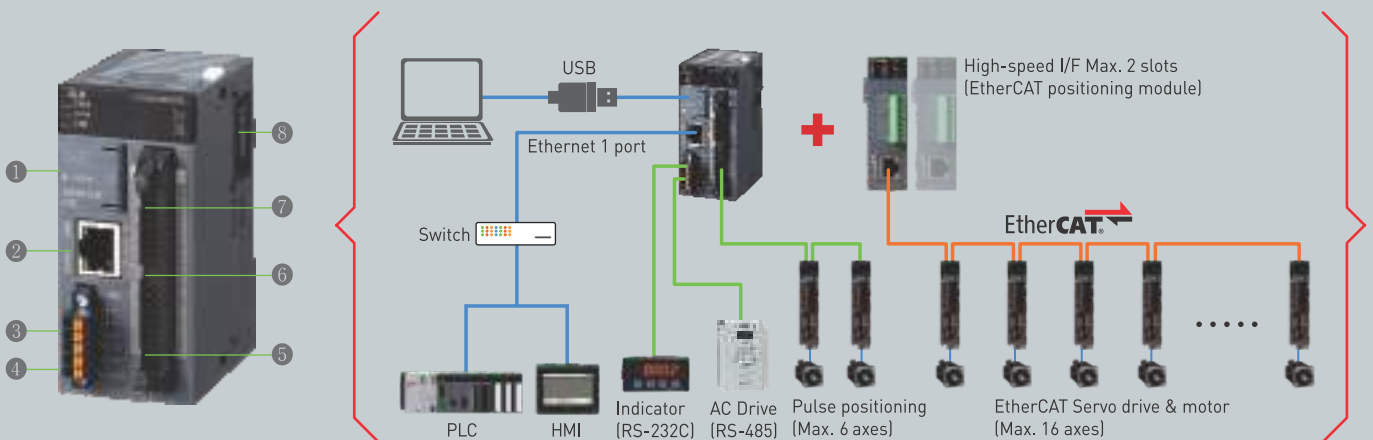 1
2
3
4
8
7
6
5
USB
Ethernet 1 port
High-speed I/F Max. 2 slots
(EtherCAT positioning module)
EtherCAT®
Switch
PLC
HMI
Indicator
(RS-232C)
AC Drive
(RS-485)
Pulse positioning
(Max. 6 axes)
EtherCAT Servo drive & motor
(Max. 16 axes)